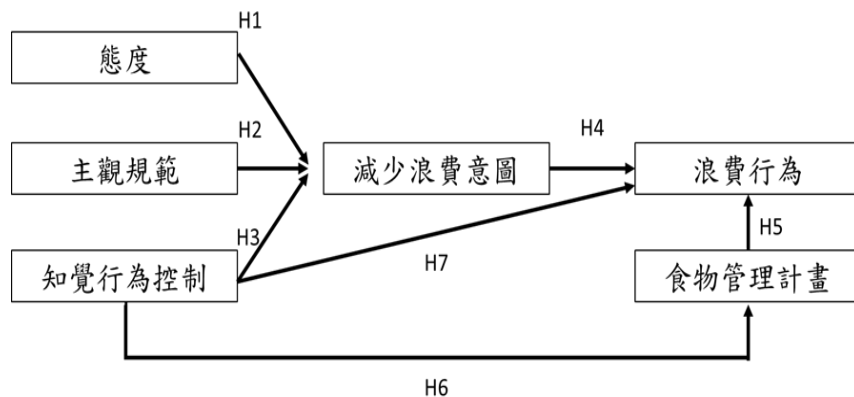 H1
態度
H2
H4
主觀規範
減少浪費意圖
浪費行為
H3
H5
知覺行為控制
H7
食物管理計畫
H6